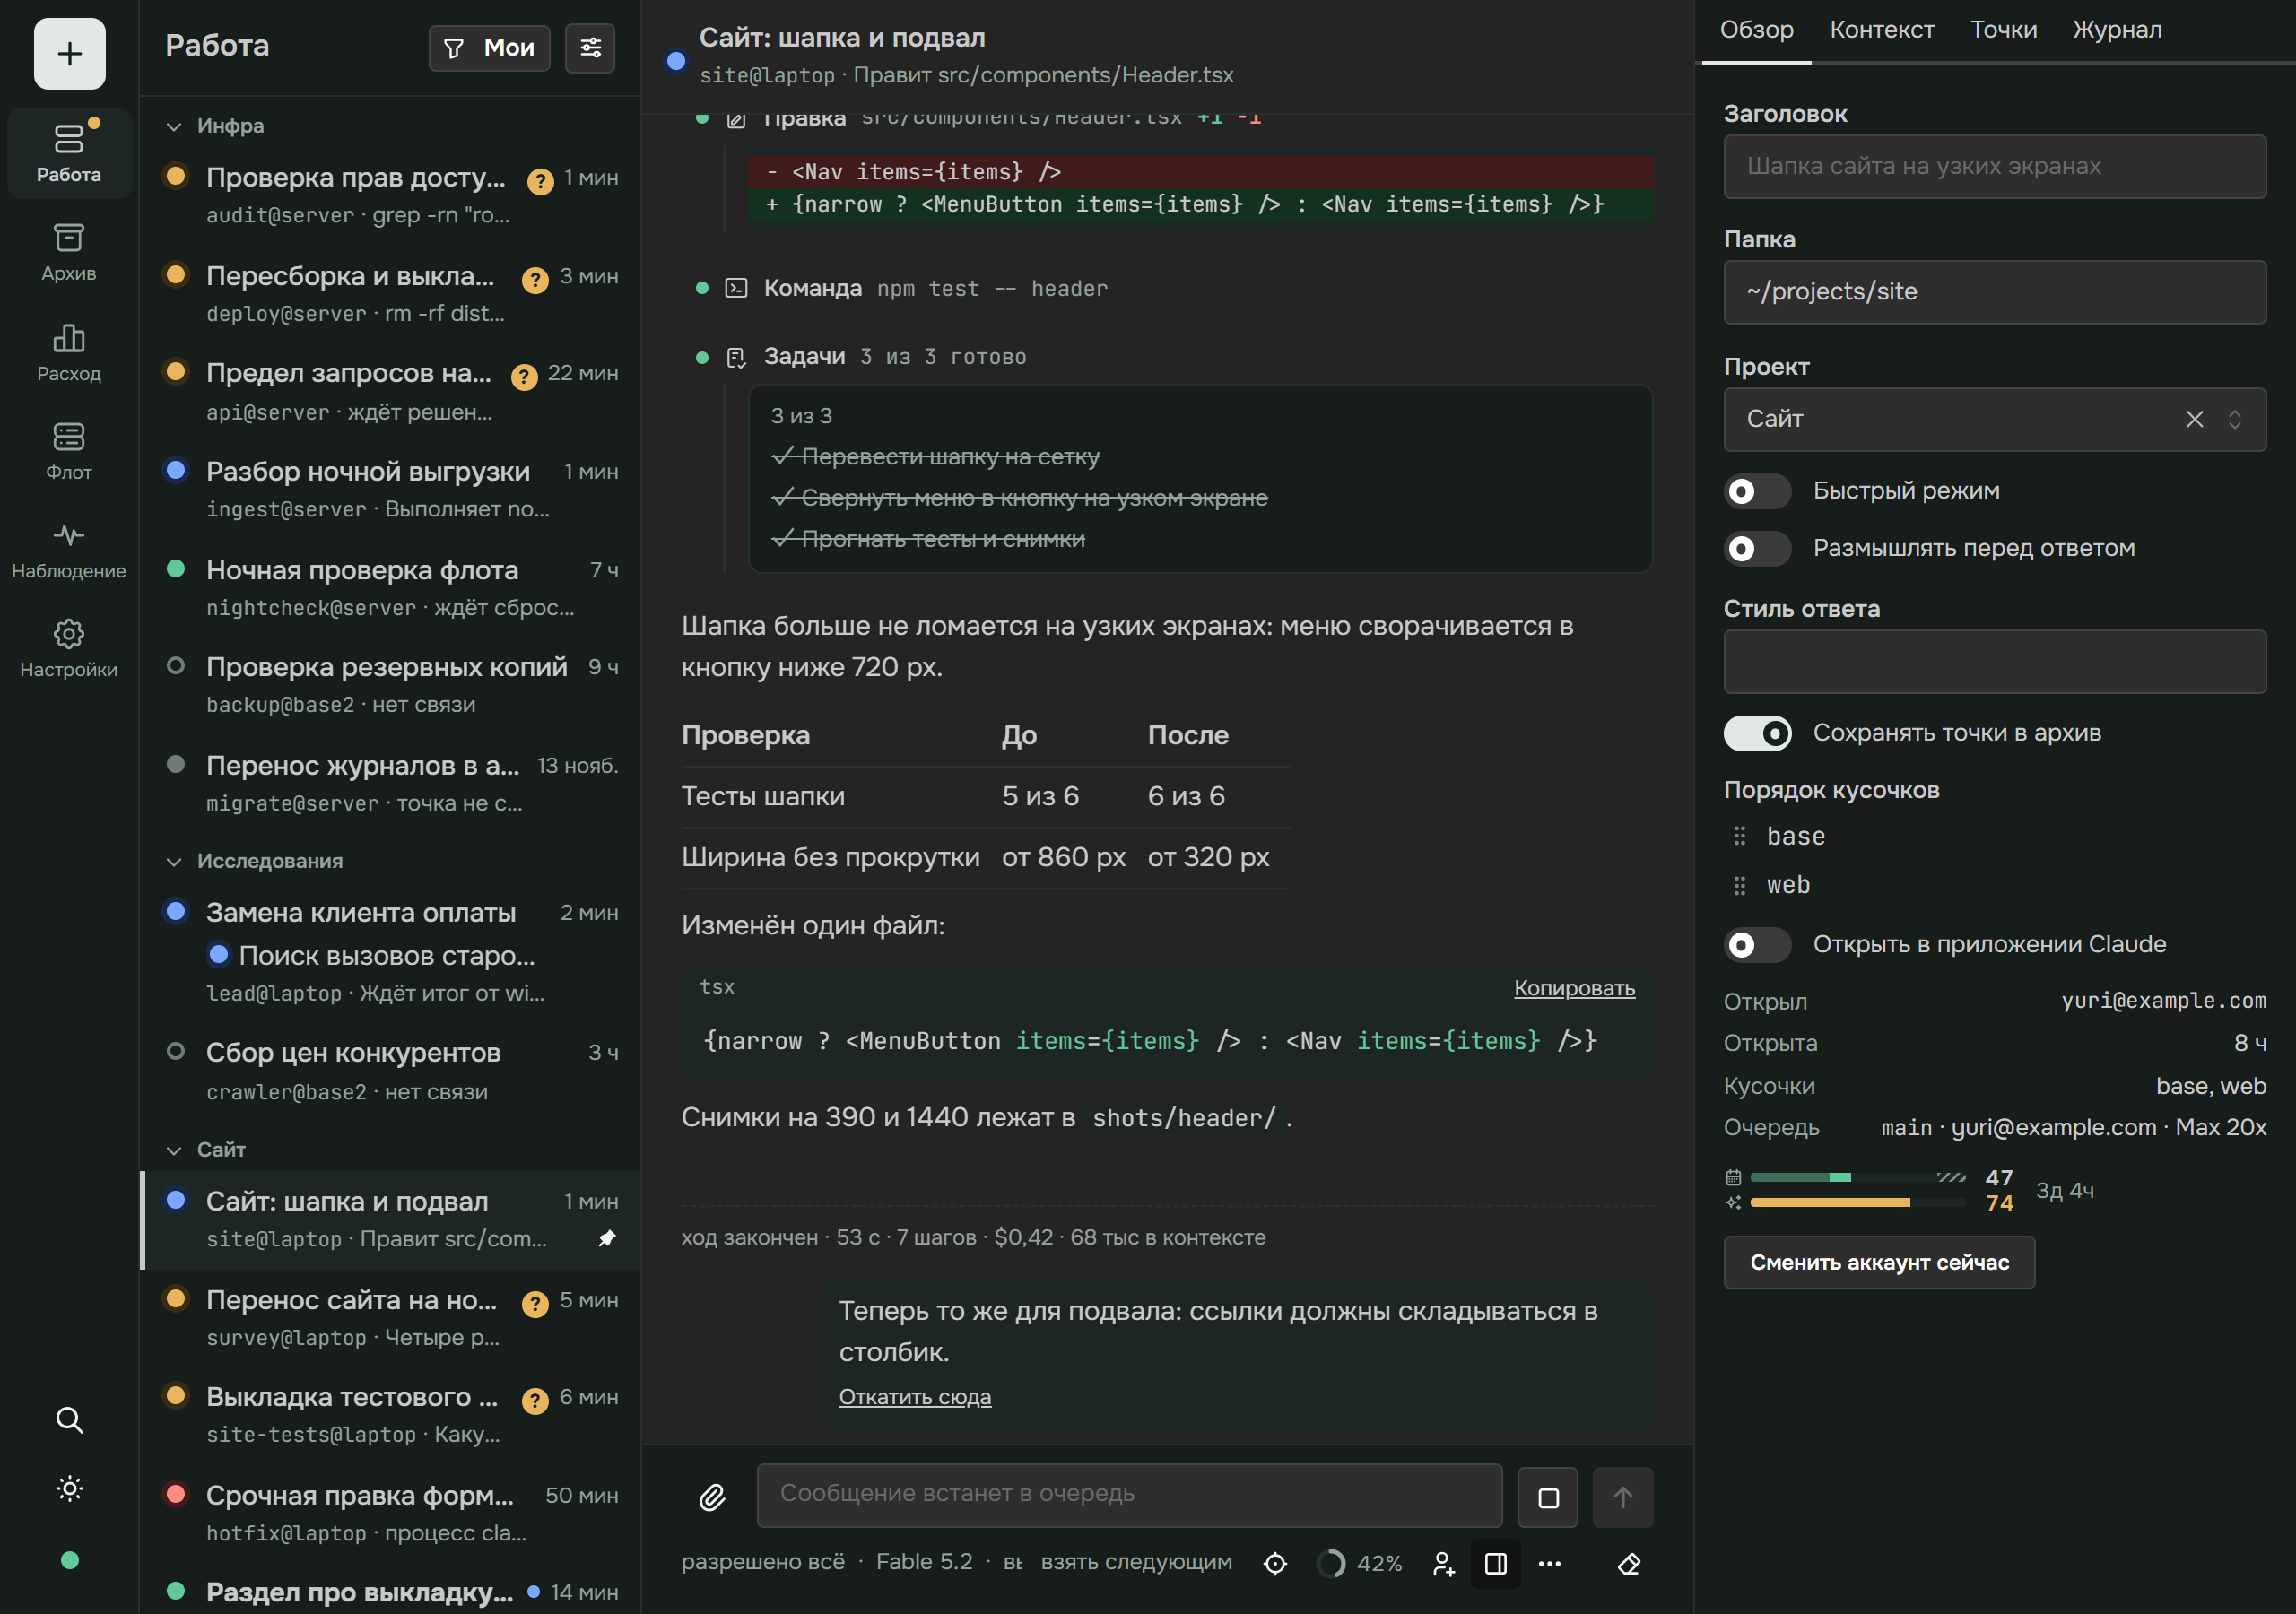 Работа
Архив
Расход
Флот
Наблюдение
Настройки
Работа
Мои
Инфра
Проверка прав досту... ? 1 мин
audit@server · grep -rn "ro...
Пересборка и выкла... ? 3 мин
deploy@server · rm -rf dist...
Предел запросов на... ? 22 мин
api@server · ждёт решен...
Разбор ночной выгрузки 1 мин
ingest@server · Выполняет no...
Ночная проверка флота 7 ч
nightcheck@server · ждёт сброс...
Проверка резервных копий 9 ч
backup@base2 · нет связи
Перенос журналов в а... 13 нояб.
migrate@server · точка не с...
Исследования
Замена клиента оплаты 2 мин
Поиск вызовов старо...
lead@laptop · Ждёт итог от wi...
Сбор цен конкурентов 3 ч
crawler@base2 · нет связи
Сайт
Сайт: шапка и подвал 1 мин
site@laptop · Правит src/com...
Перенос сайта на но... ? 5 мин
survey@laptop · Четыре р...
Выкладка тестового ... ? 6 мин
site-tests@laptop · Каку...
Срочная правка форм... 50 мин
hotfix@laptop · процесс cla...
Раздел про выкладку... 14 мин
Сайт: шапка и подвал
site@laptop · Правит src/components/Header.tsx
Правка src/components/Header.tsx +1 -1
- <Nav items={items} />
+ {narrow ? <MenuButton items={items} /> : <Nav items={items} />}
Команда npm test -- header
Задачи 3 из 3 готово
3 из 3
✓ Перевести шапку на сетку
✓ Свернуть меню в кнопку на узком экране
✓ Прогнать тесты и снимки
Шапка больше не ломается на узких экранах: меню сворачивается в
кнопку ниже 720 px.
Проверка До После
Тесты шапки 5 из 6 6 из 6
Ширина без прокрутки от 860 px от 320 px
Изменён один файл:
tsx Копировать
{narrow ? <MenuButton items={items} /> : <Nav items={items} />}
Снимки на 390 и 1440 лежат в shots/header/ .
ход закончен · 53 с · 7 шагов · $0,42 · 68 тыс в контексте
Теперь то же для подвала: ссылки должны складываться в
столбик.
Откатить сюда
Сообщение встанет в очередь
разрешено всё · Fable 5.2 · взять следующим 42%
Обзор Контекст Точки Журнал
Заголовок
Шапка сайта на узких экранах
Папка
~/projects/site
Проект
Сайт
Быстрый режим
Размышлять перед ответом
Стиль ответа
Сохранять точки в архив
Порядок кусочков
base
web
Открыть в приложении Claude
Открыл yuri@example.com
Открыта 8 ч
Кусочки base, web
Очередь main · yuri@example.com · Max 20x
47
74
3д 4ч
Сменить аккаунт сейчас